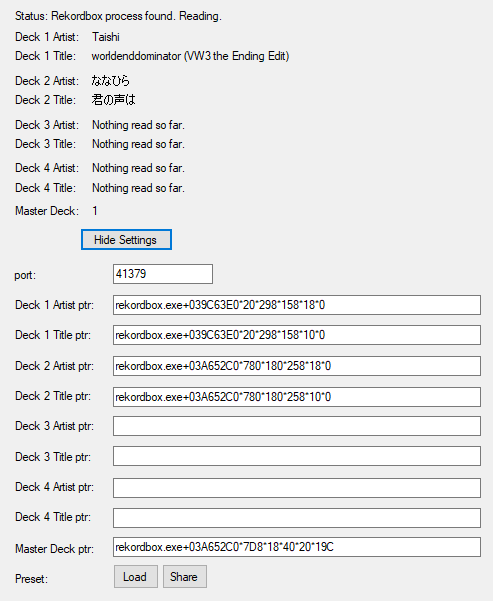 Status: Rekordbox process found. Reading.
Deck 1 Artist: Taishi
Deck 1 Title: worldenddominator (VW3 the Ending Edit)
Deck 2 Artist: ななひら
Deck 2 Title: 君の声は
Deck 3 Artist: Nothing read so far.
Deck 3 Title: Nothing read so far.
Deck 4 Artist: Nothing read so far.
Deck 4 Title: Nothing read so far.
Master Deck: 1
Hide Settings
port: 41379
Deck 1 Artist ptr: rekordbox.exe+039C63E0*20*298*158*18*0
Deck 1 Title ptr: rekordbox.exe+039C63E0*20*298*158*10*0
Deck 2 Artist ptr: rekordbox.exe+03A652C0*780*180*258*18*0
Deck 2 Title ptr: rekordbox.exe+03A652C0*780*180*258*10*0
Deck 3 Artist ptr:
Deck 3 Title ptr:
Deck 4 Artist ptr:
Deck 4 Title ptr:
Master Deck ptr: rekordbox.exe+03A652C0*7D8*18*40*20*19C
Preset: Load Share